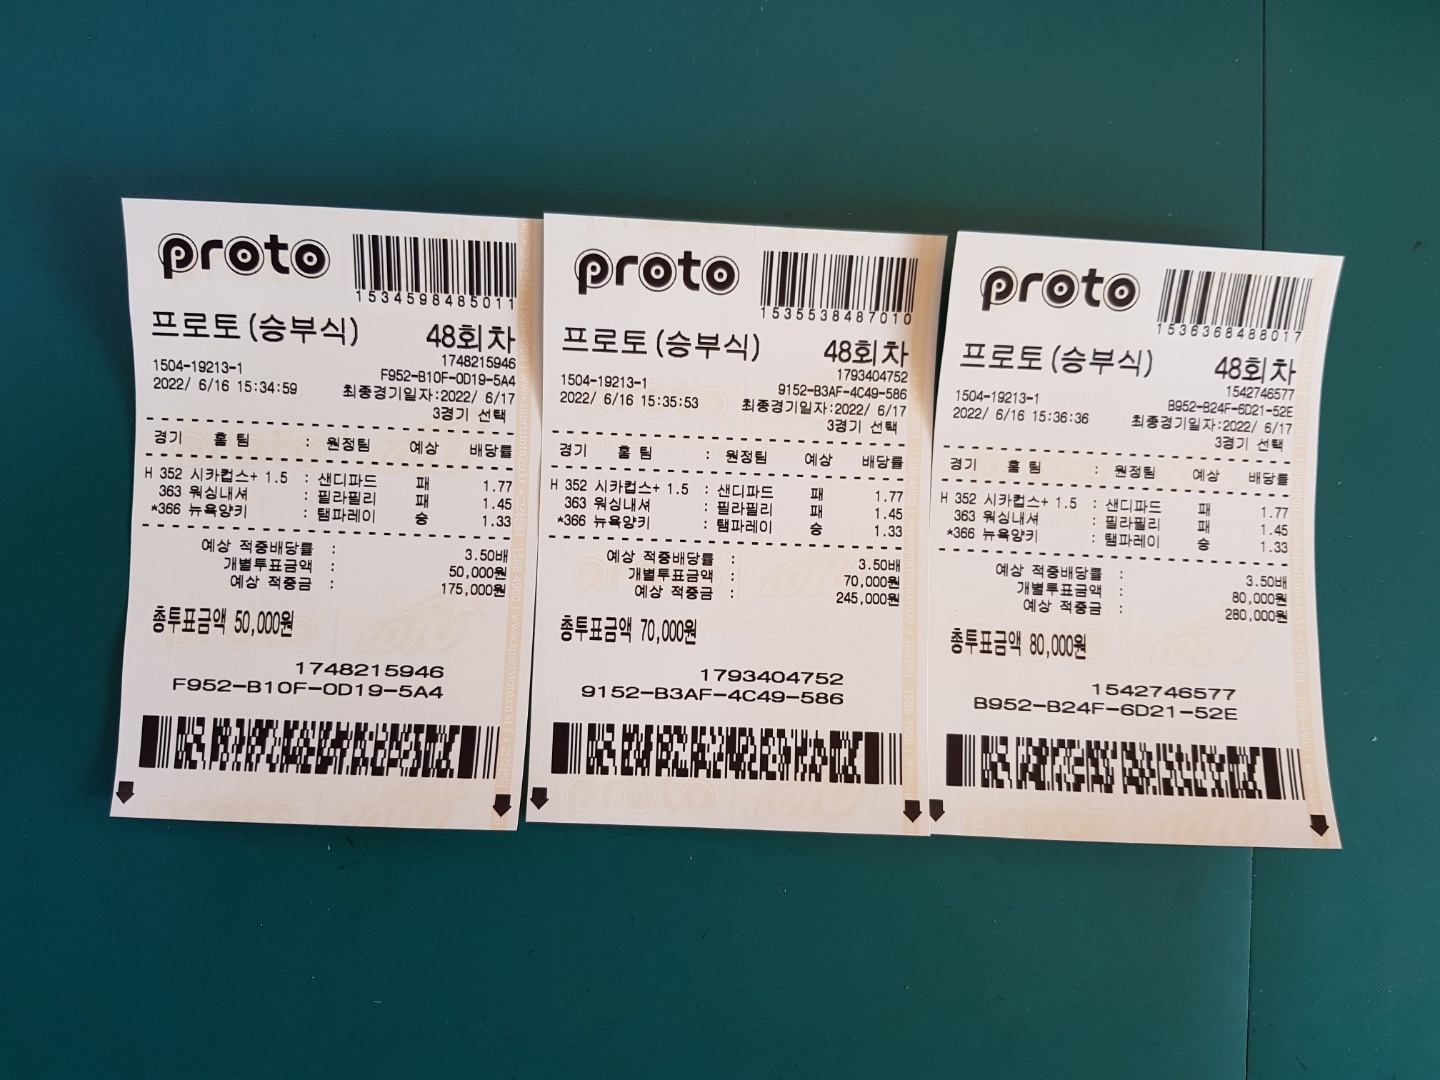 proto
1534598485011
프로토(승부식) 48회차
1748215946
1504-19213-1 F952-B10F-0D19-5A4
2022/ 6/16 15:34:59 최종경기일자:2022/ 6/17
3경기 선택
경기 홈 팀 : 원정팀 예상 배당률
H 352 시카컵스+ 1.5 : 샌디파드 패 1.77
363 워싱내셔 : 필라필리 패 1.45
*366 뉴욕양키 : 탬파레이 승 1.33
예상 적중배당률 : 3.50배
개별투표금액 : 50,000원
예상 적중금 : 175,000원
총투표금액 50,000원
1748215946
F952-B10F-0D19-5A4
proto
1535538487010
프로토(승부식) 48회차
1793404752
1504-19213-1 9152-B3AF-4C49-586
2022/ 6/16 15:35:53 최종경기일자:2022/ 6/17
3경기 선택
경기 홈 팀 : 원정팀 예상 배당률
H 352 시카컵스+ 1.5 : 샌디파드 패 1.77
363 워싱내셔 : 필라필리 패 1.45
*366 뉴욕양키 : 탬파레이 승 1.33
예상 적중배당률 : 3.50배
개별투표금액 : 70,000원
예상 적중금 : 245,000원
총투표금액 70,000원
1793404752
9152-B3AF-4C49-586
proto
1536368488017
프로토(승부식) 48회차
1542746577
1504-19213-1 B952-B24F-6D21-52E
2022/ 6/16 15:36:36 최종경기일자:2022/ 6/17
3경기 선택
경기 홈 팀 : 원정팀 예상 배당률
H 352 시카컵스+ 1.5 : 샌디파드 패 1.77
363 워싱내셔 : 필라필리 패 1.45
*366 뉴욕양키 : 탬파레이 승 1.33
예상 적중배당률 : 3.50배
개별투표금액 : 80,000원
예상 적중금 : 280,000원
총투표금액 80,000원
1542746577
B952-B24F-6D21-52E